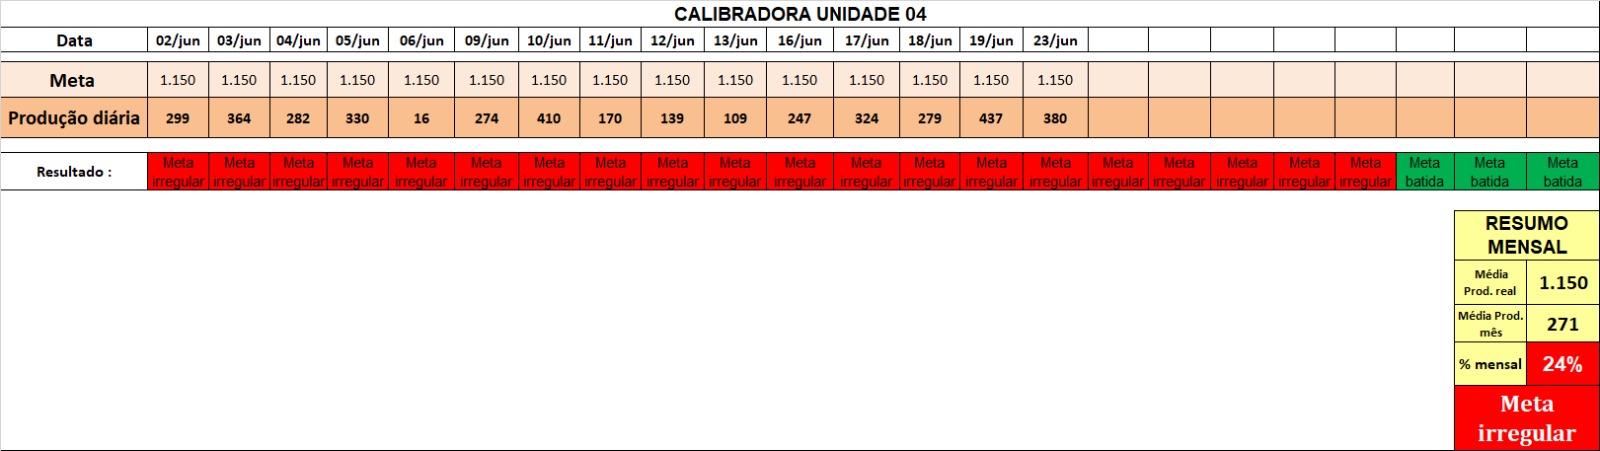 CALIBRADORA UNIDADE 04
Data 02/jun 03/jun 04/jun 05/jun 06/jun 09/jun 10/jun 11/jun 12/jun 13/jun 16/jun 17/jun 18/jun 19/jun 23/jun
Meta 1.150 1.150 1.150 1.150 1.150 1.150 1.150 1.150 1.150 1.150 1.150 1.150 1.150 1.150 1.150
Produção diária 299 364 282 330 16 274 410 170 139 109 247 324 279 437 380
Resultado : Meta irregular Meta irregular Meta irregular Meta irregular Meta irregular Meta irregular Meta irregular Meta irregular Meta irregular Meta irregular Meta irregular Meta irregular Meta irregular Meta irregular Meta irregular Meta irregular Meta irregular Meta irregular Meta irregular Meta irregular Meta batida Meta batida Meta batida
RESUMO
MENSAL
Média
Prod. real 1.150
Média Prod.
mês 271
% mensal 24%
Meta
irregular